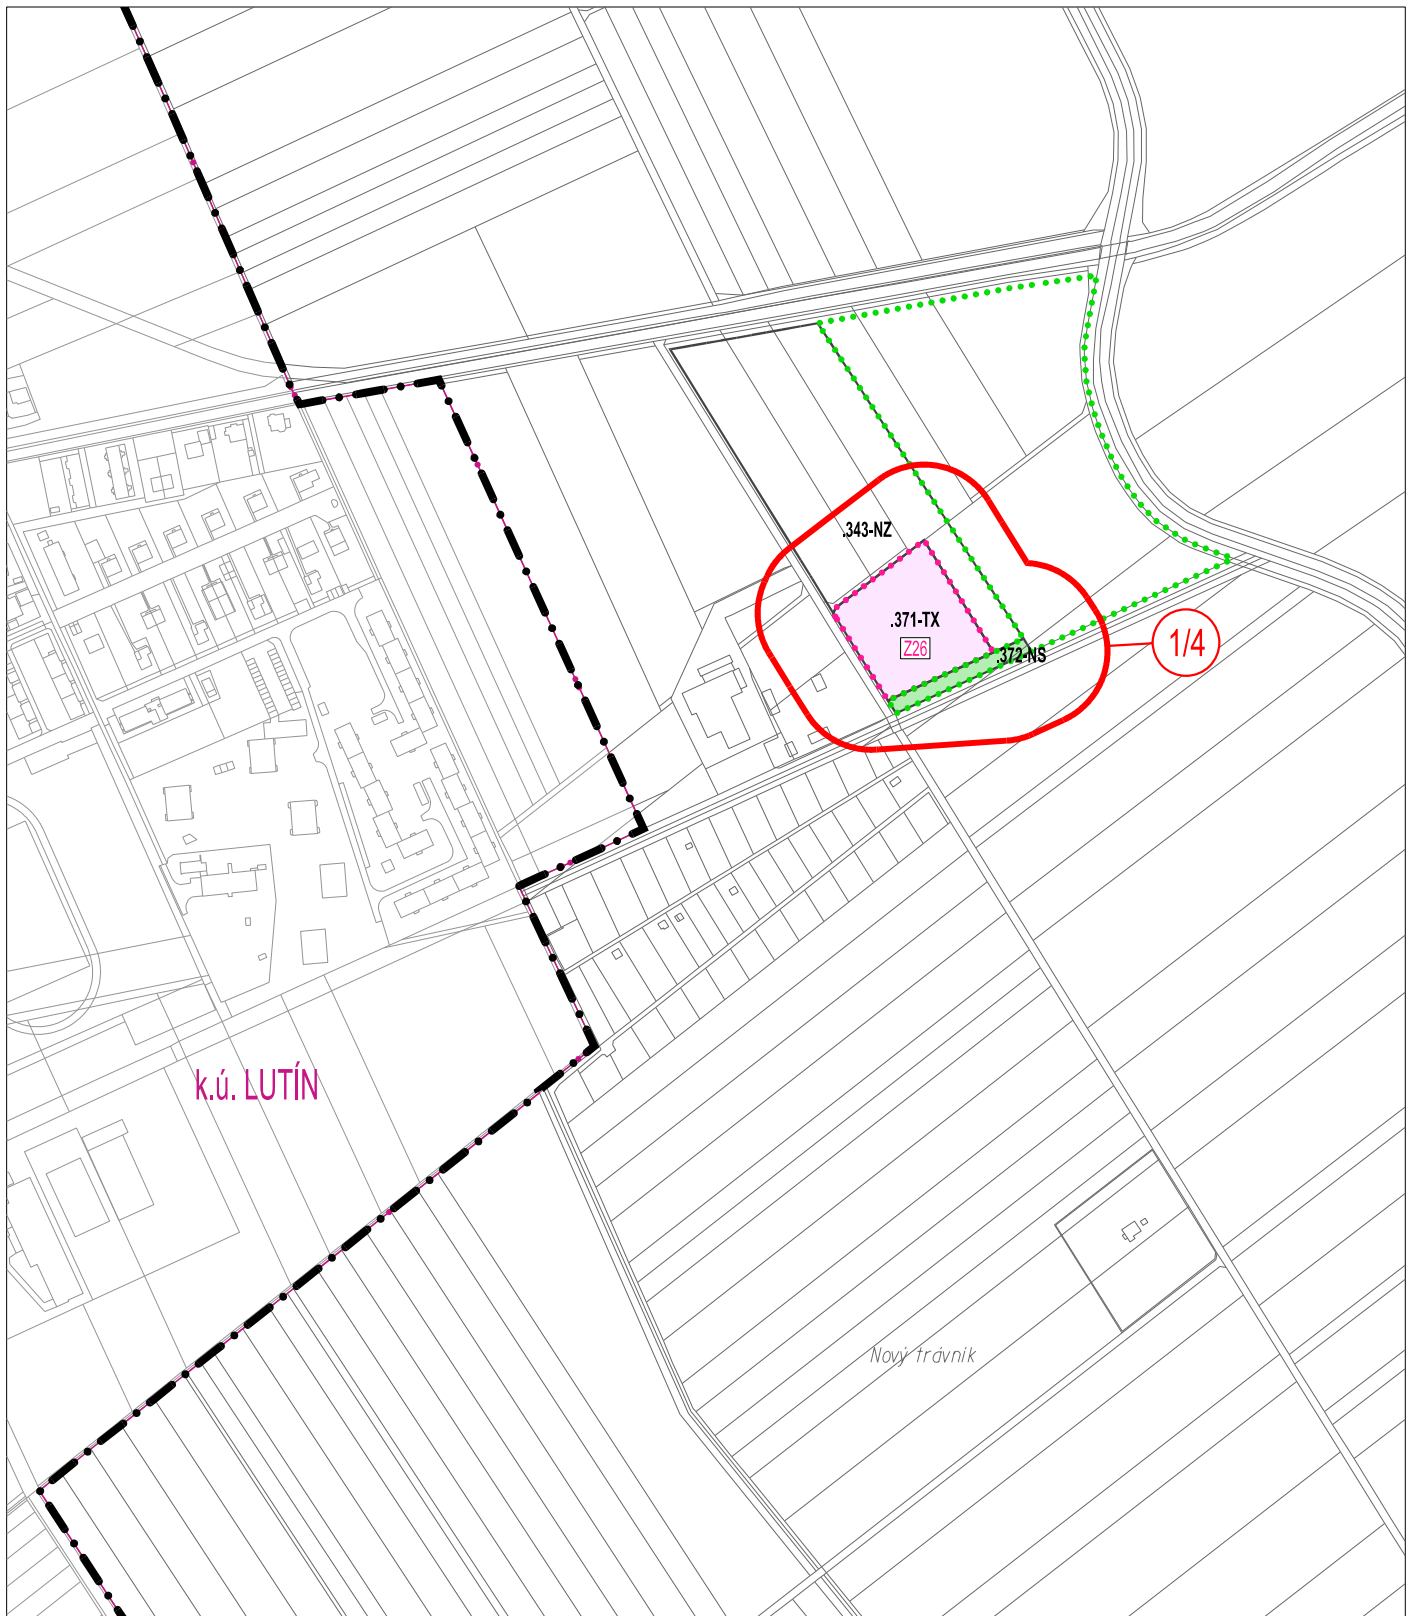 .343-NZ
.371-TX
Z26
.372-NS
1/4
k.ú. LUTÍN
Nový trávník